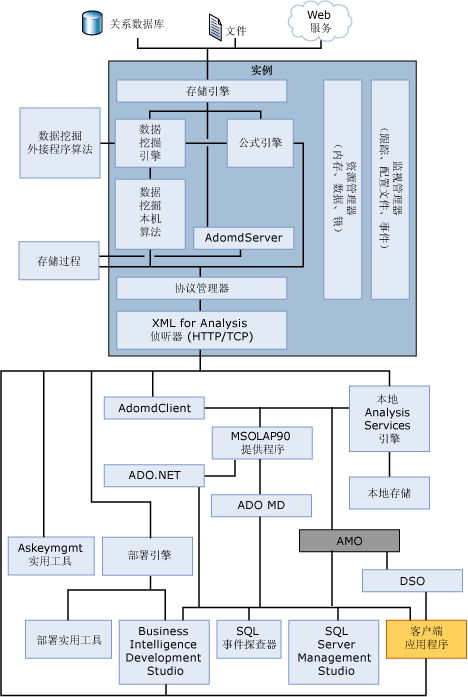 关系数据库
文件
Web
服务
实例
存储引擎
数据挖掘
外接程序算法
数据
挖掘
引擎
公式引擎
数据
挖掘
本机
算法
AdomdServer
存储过程
资源管理器
（内存、数据、锁）
监视管理器
（跟踪、配置文件、事件）
协议管理器
XML for Analysis
侦听器 (HTTP/TCP)
AdomdClient
本地
Analysis
Services
引擎
MSOLAP90
提供程序
ADO.NET
本地存储
ADO MD
AMO
Askeymgmt
实用工具
部署引擎
DSO
部署实用工具
Business
Intelligence
Development
Studio
SQL
事件探查器
SQL
Server
Management
Studio
客户端
应用程序